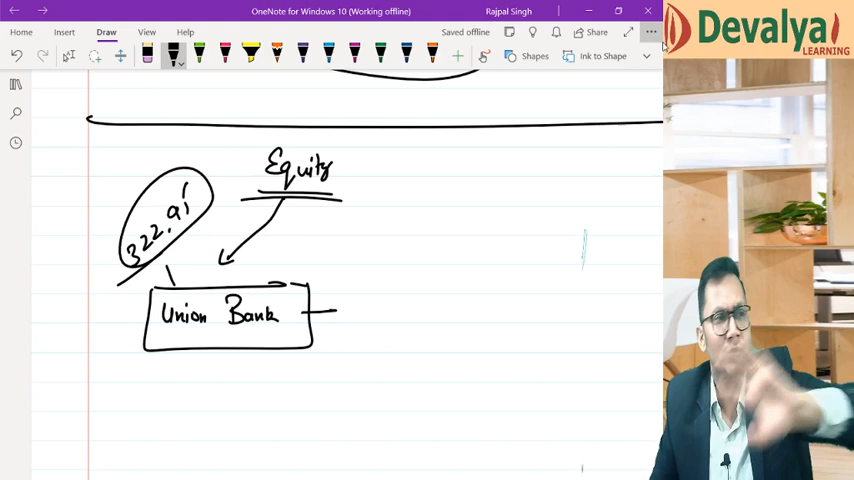 OneNote for Windows 10 (Working offline)
Rajpal Singh
Home Insert Draw View Help
Saved offline
Share
Shapes
Ink to Shape
Devalya
LEARNING
Equity
322.91
Union Bank